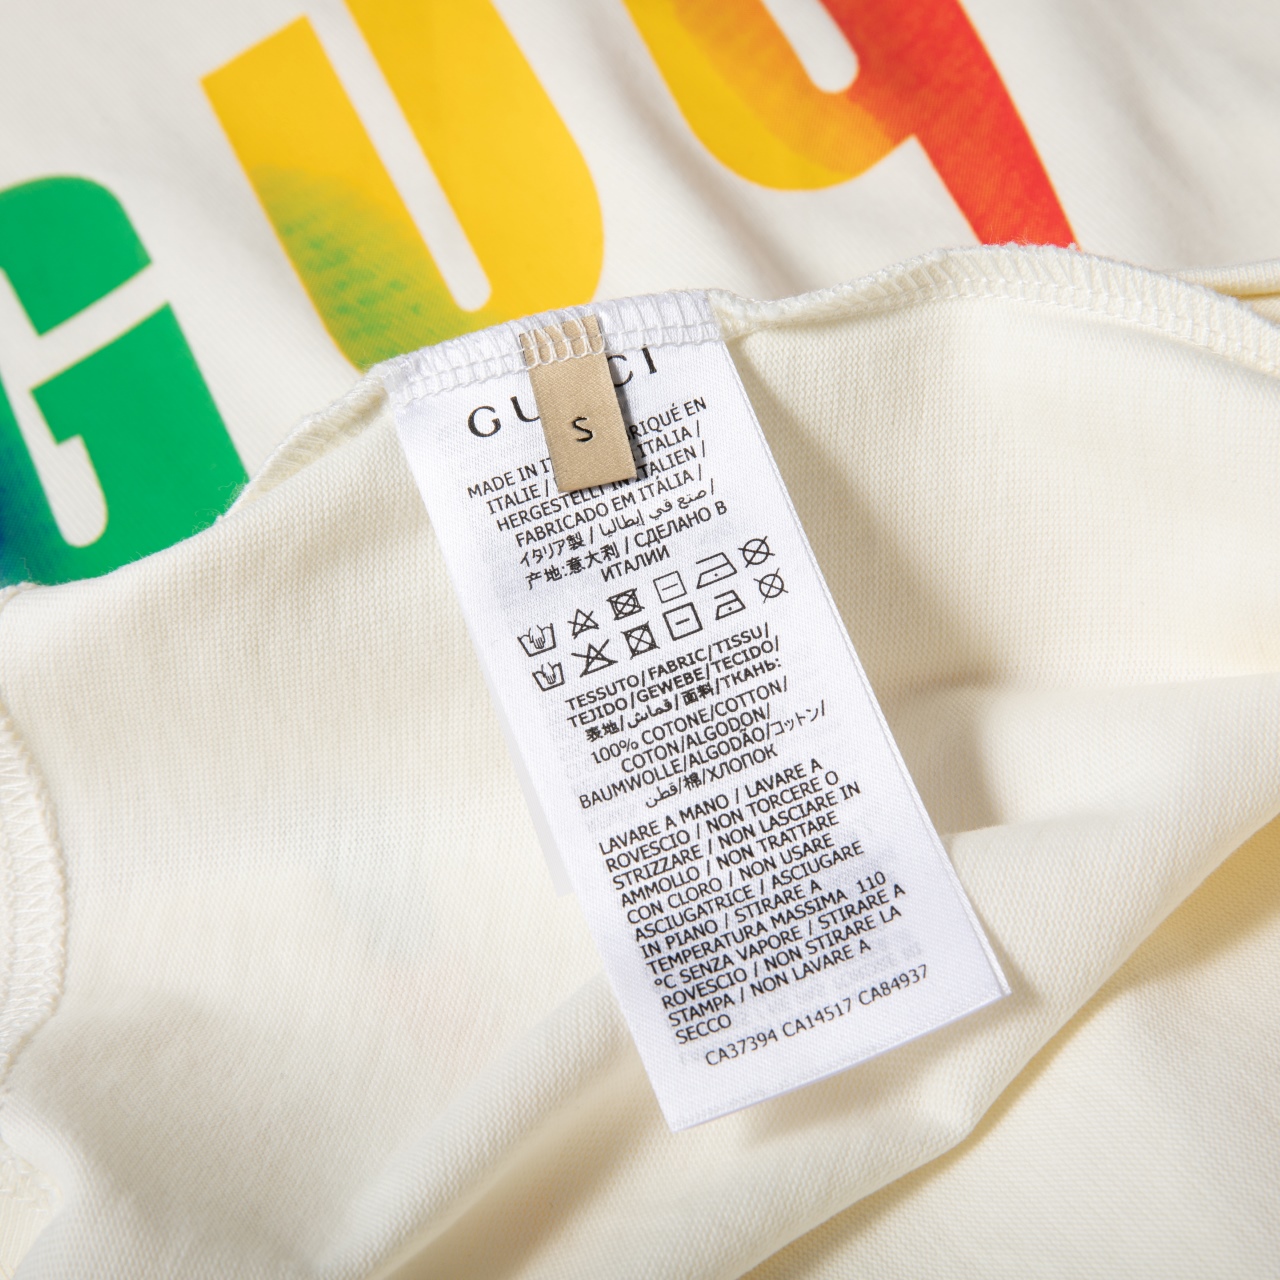 GUC
GUCCI
S
MADE IN IT RIQUÉ EN
ITALIE / ITALIA /
HERGESTELLT IN ITALIEN /
FABRICADO EM ITÁLIA /
イタリア製 / صنع في إيطاليا /
产地:意大利 / СДЕЛАНО В
ИТАЛИИ
TESSUTO/FABRIC/TISSU/
TEJIDO/GEWEBE/TECIDO/
表地/قماش/面料/ТКАНЬ:
100% COTONE/COTTON/
COTON/ALGODÓN/
BAUMWOLLE/ALGODÃO/コットン/
قطن/棉/ХЛОПОК
LAVARE A MANO / LAVARE A
ROVESCIO / NON TORCERE O
STRIZZARE / NON LASCIARE IN
AMMOLLO / NON TRATTARE
CON CLORO / NON USARE
ASCIUGATRICE / ASCIUGARE
IN PIANO / STIRARE A
TEMPERATURA MASSIMA 110
°C SENZA VAPORE / STIRARE A
ROVESCIO / NON STIRARE LA
STAMPA / NON LAVARE A
SECCO
CA37394 CA14517 CA84937